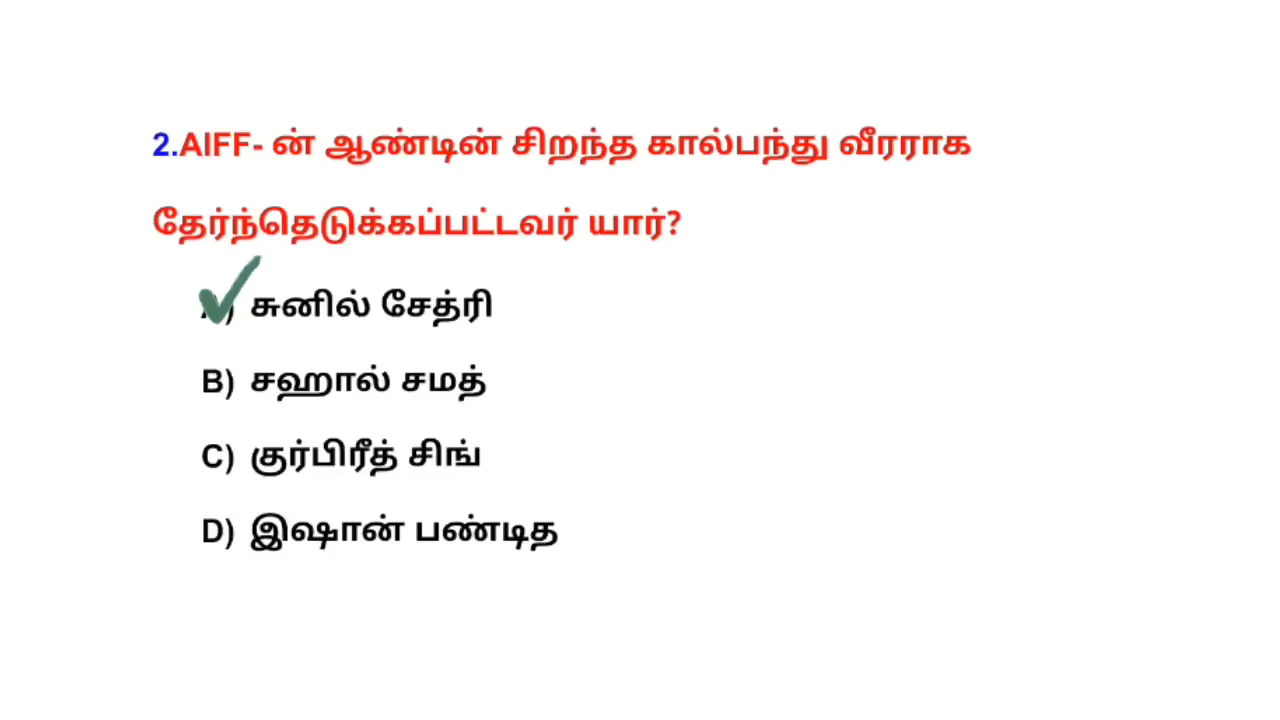 2.AIFF- ன் ஆண்டின் சிறந்த கால்பந்து வீரராக
தேர்ந்தெடுக்கப்பட்டவர் யார்?
A) சுனில் சேத்ரி
B) சஹால் சமத்
C) குர்பிரீத் சிங்
D) இஷான் பண்டித